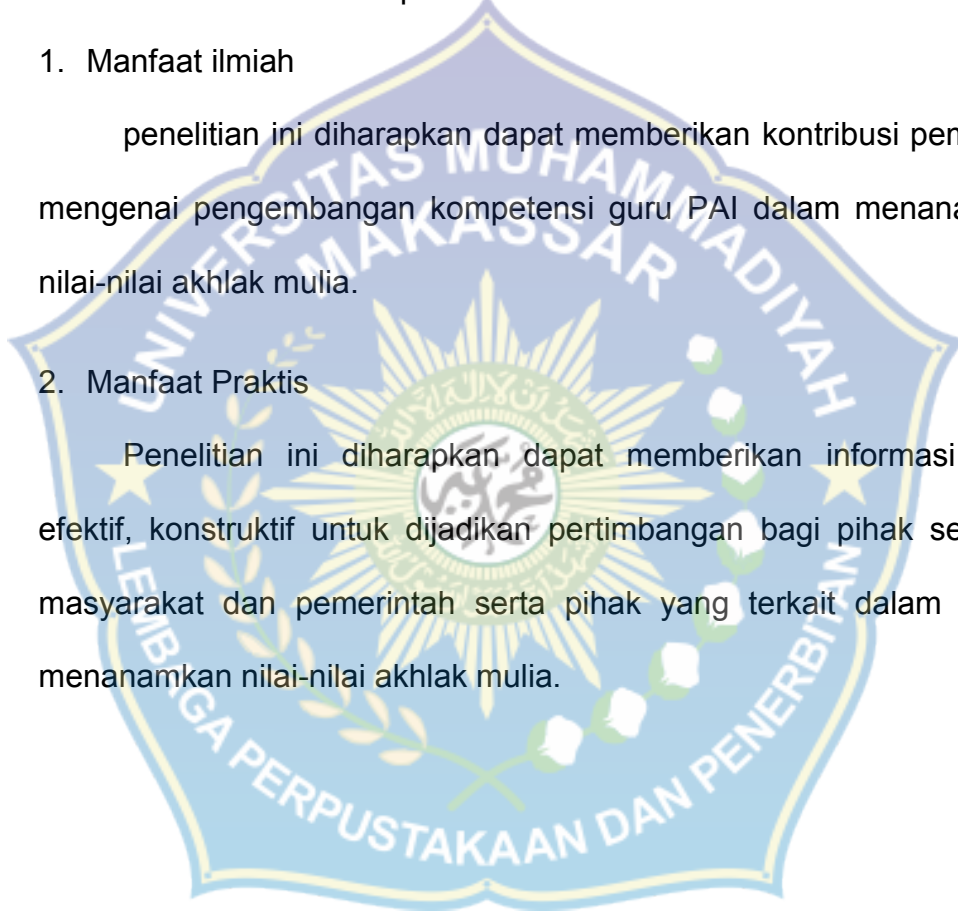 1. Manfaat ilmiah
penelitian ini diharapkan dapat memberikan kontribusi
mengenai pengembangan kompetensi guru PAI dalam
nilai-nilai akhlak mulia.
2. Manfaat Praktis
Penelitian ini diharapkan dapat memberikan informasi
efektif, konstruktif untuk dijadikan pertimbangan bagi pihak
masyarakat dan pemerintah serta pihak yang terkait dalam
menanamkan nilai-nilai akhlak mulia.
UNIVERSITAS MUHAMMADIYAH
MAKASSAR
LEMBAGA PERPUSTAKAAN DAN PENERBITAN